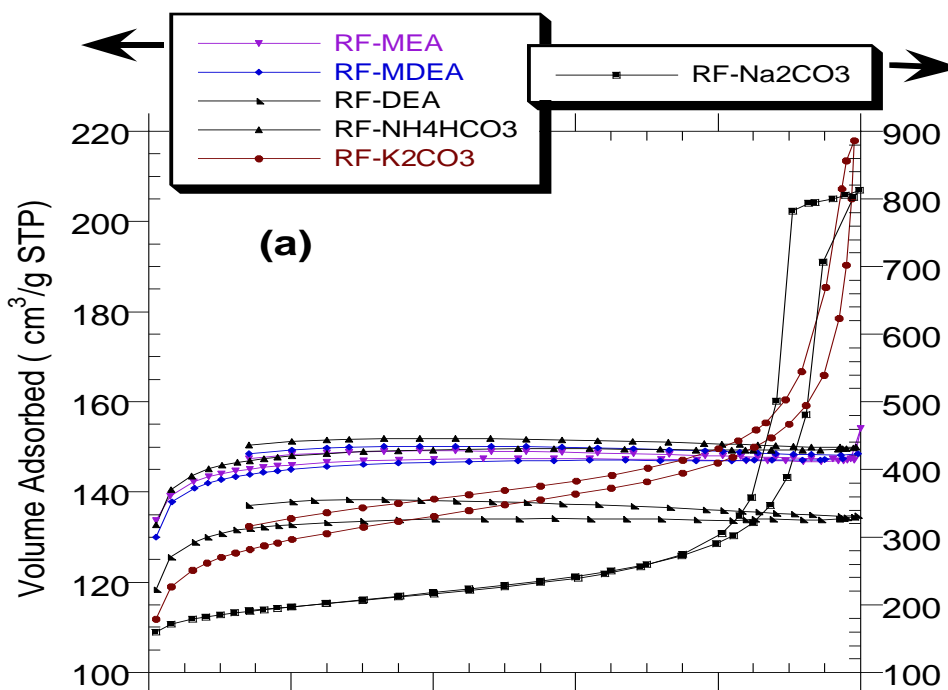 RF-MEA
RF-MDEA
RF-DEA
RF-NH4HCO3
RF-K2CO3
RF-Na2CO3
(a)
Volume Adsorbed ( cm³/g STP)
220
200
180
160
140
120
100
900
800
700
600
500
400
300
200
100